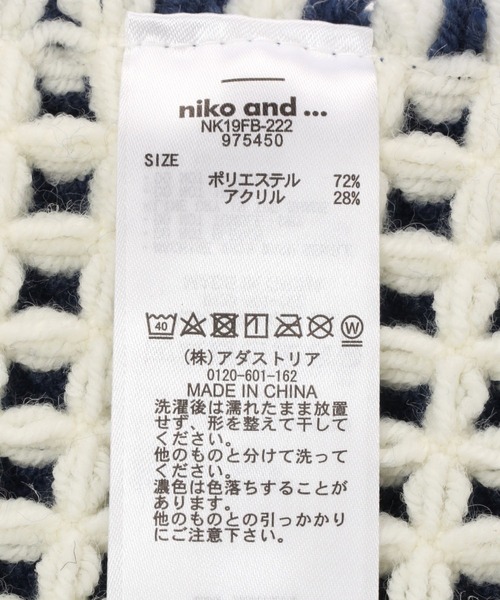 niko and ...
NK19FB-222
975450
SIZE
ポリエステル 72%
アクリル 28%
40 W
(株)アダストリア
0120-601-162
MADE IN CHINA
洗濯後は濡れたまま放置
せず、形を整えて干して
ください。
他のものと分けて洗って
ください。
濃色は色落ちすることが
あります。
他のものとの引っかかり
にご注意下さい。